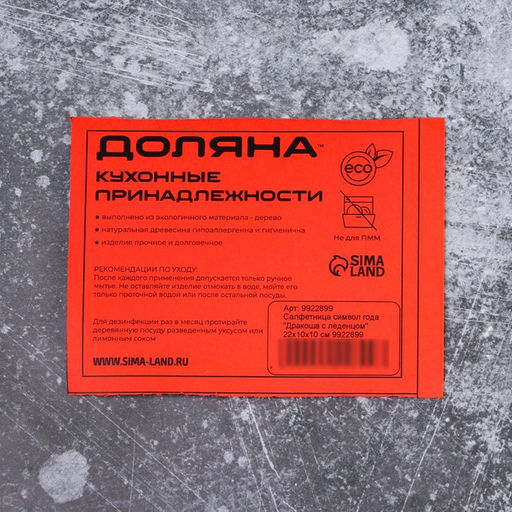 ДОЛЯНА™
КУХОННЫЕ
ПРИНАДЛЕЖНОСТИ
• выполнено из экологичного материала - дерево
• натуральная древесина гипоаллергенна и гигиенична
• изделие прочное и долговечное
eco
Не для ПММ
SIMA
LAND
РЕКОМЕНДАЦИИ ПО УХОДУ:
После каждого применения допускается только ручное
мытье. Не оставляйте изделие отмокать в воде, мойте его
только проточной водой или после остальной посуды.
Для дезинфекции раз в месяц протирайте
деревянную посуду разведенным уксусом или
лимонным соком
WWW.SIMA-LAND.RU
Арт: 9922899
Салфетница символ года
"Дракоша с леденцом"
22х10х10 см 9922899